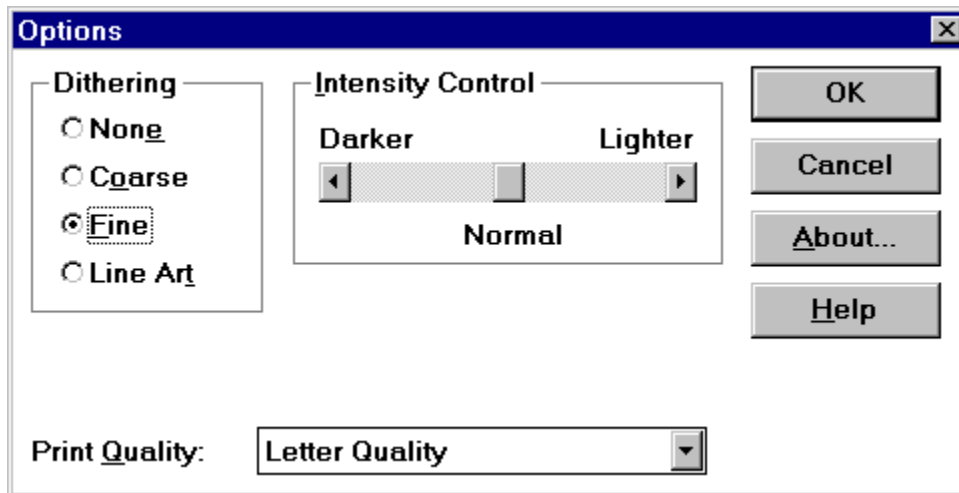 Options
Dithering
None
Coarse
Fine
Line Art
Intensity Control
Darker Lighter
Normal
OK
Cancel
About...
Help
Print Quality: Letter Quality